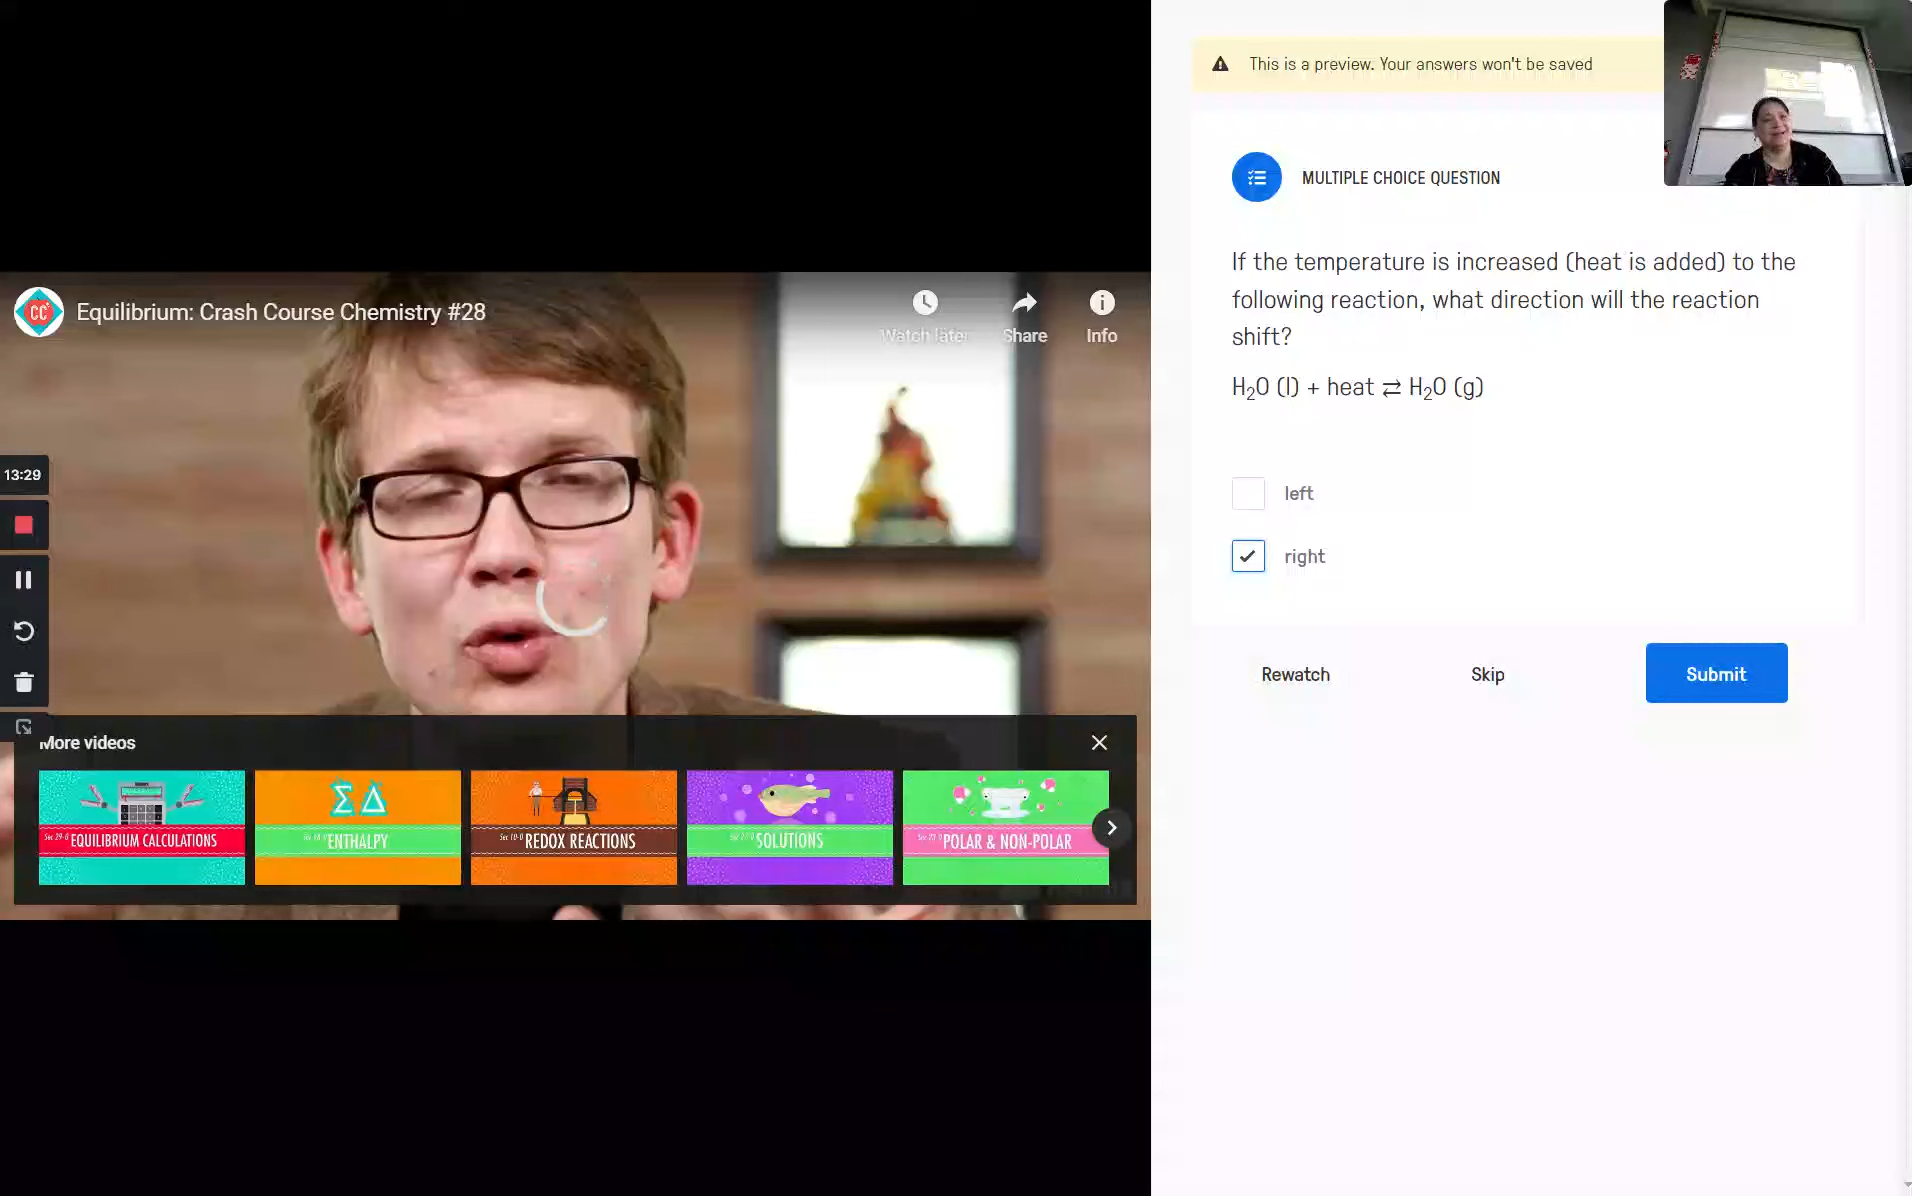 This is a preview. Your answers won't be saved
MULTIPLE CHOICE QUESTION
If the temperature is increased (heat is added) to the
following reaction, what direction will the reaction
shift?
H₂O (l) + heat ⇄ H₂O (g)
left
right
Rewatch
Skip
Submit
CC
Equilibrium: Crash Course Chemistry #28
Watch later
Share
Info
13:29
More videos
EQUILIBRIUM CALCULATIONS
ENTHALPY
REDOX REACTIONS
SOLUTIONS
POLAR & NON-POLAR
ΣΔ